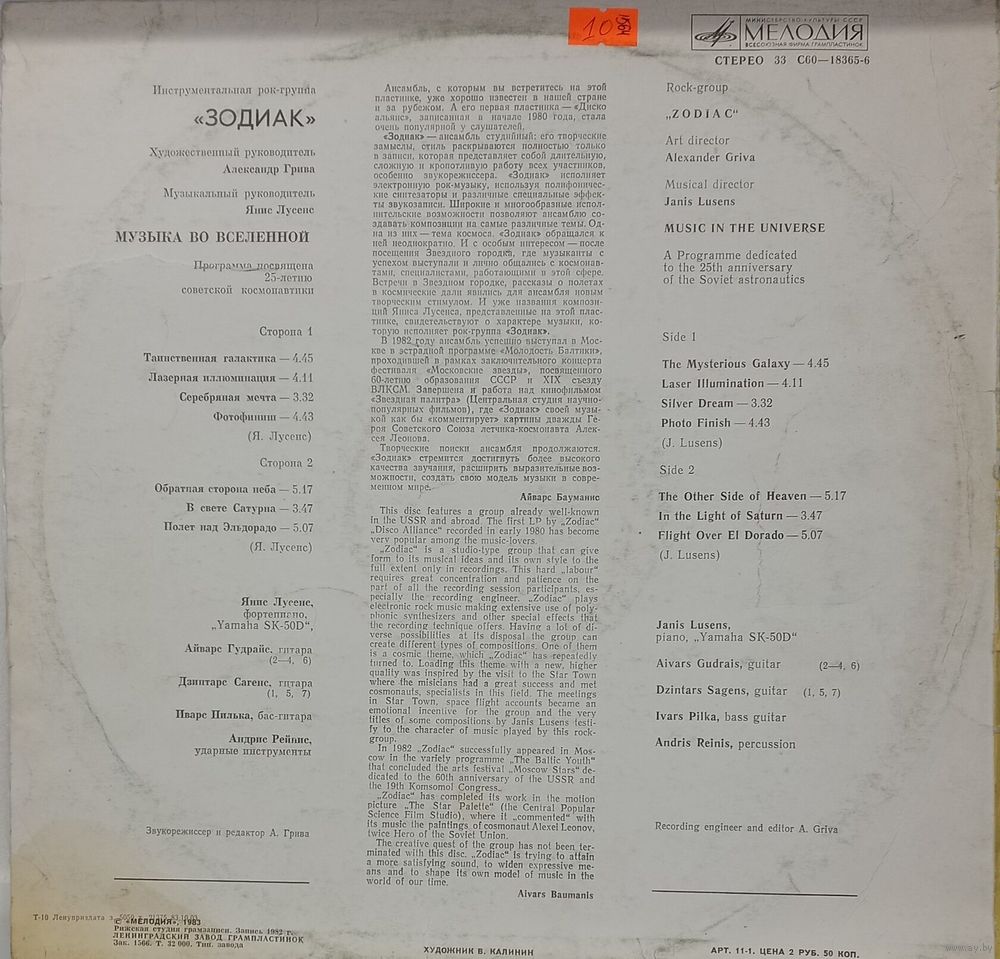 10
МИНИСТЕРСТВО КУЛЬТУРЫ СССР
МЕЛОДИЯ
ВСЕСОЮЗНАЯ ФИРМА ГРАМПЛАСТИНОК
СТЕРЕО 33 С60—18365-6
Инструментальная рок-группа
«ЗОДИАК»
Художественный руководитель
Александр Грива
Музыкальный руководитель
Янис Лусенс
МУЗЫКА ВО ВСЕЛЕННОЙ
Программа посвящена
25-летию
советской космонавтики
Сторона 1
Таинственная галактика — 4.45
Лазерная иллюминация — 4.11
Серебряная мечта — 3.32
Фотофиниш — 4.43
(Я. Лусенс)
Сторона 2
Обратная сторона неба — 5.17
В свете Сатурна — 3.47
Полет над Эльдорадо — 5.07
(Я. Лусенс)
Янис Лусенс,
фортепиано,
„Yamaha SK-50D“,
Айварс Гудрайс, гитара
(2—4, 6)
Дзинтарс Сагенс, гитара
(1, 5, 7)
Иварс Пилька, бас-гитара
Андрис Рейнис,
ударные инструменты
Звукорежиссер и редактор А. Грива
Ансамбль, с которым вы встретитесь на этой
пластинке, уже хорошо известен в нашей стране
и за рубежом. А его первая пластинка — «Диско
альянс», записанная в начале 1980 года, стала
очень популярной у слушателей.
«Зодиак» — ансамбль студийный: его творческие
замыслы, стиль раскрываются полностью только
в записи, которая представляет собой длительную,
сложную и кропотливую работу всех участников,
особенно звукорежиссера. «Зодиак» исполняет
электронную рок-музыку, используя полифоничес-
кие синтезаторы и различные специальные эффек-
ты звукозаписи. Широкие и многообразные испол-
нительские возможности позволяют ансамблю со-
здавать композиции на самые различные темы. Од-
на из них — тема космоса. «Зодиак» обращался к
ней неоднократно. И с особым интересом — после
посещения Звездного городка, где музыканты с
успехом выступали и лично общались с космонав-
тами, специалистами, работающими в этой сфере.
Встречи в Звездном городке, рассказы о полетах
в космические дали явились для ансамбля новым
творческим стимулом. И уже названия компози-
ций Яниса Лусенса, представленные на этой плас-
тинке, свидетельствуют о характере музыки, ко-
торую исполняет рок-группа «Зодиак».
В 1982 году ансамбль успешно выступал в Мос-
кве в эстрадной программе «Молодость Балтики»,
проходившей в рамках заключительного концерта
фестиваля «Московские звезды», посвященного
60-летию образования СССР и XIX съезду
ВЛКСМ. Завершена и работа над кинофильмом
«Звездная палитра» (Центральная студия научно-
популярных фильмов), где «Зодиак» своей музы-
кой как бы «комментирует» картины дважды Ге-
роя Советского Союза летчика-космонавта Алек-
сея Леонова.
Творческие поиски ансамбля продолжаются.
«Зодиак» стремится достигнуть более высокого
качества звучания, расширить выразительные воз-
можности, создать свою модель музыки в совре-
менном мире.
Айварс Бауманис
This disc features a group already well-known
in the USSR and abroad. The first LP by „Zodiac“
„Disco Alliance“ recorded in early 1980 has become
very popular among the music-lovers.
„Zodiac“ is a studio-type group that can give
form to its musical ideas and its own style to the
full extent only in recordings. This hard „labour“
requires great concentration and patience on the
part of all the recording session participants, es-
pecially the recording engineer. „Zodiac“ plays
electronic rock music making extensive use of poly-
phonic synthesizers and other special effects that
the recording technique offers. Having a lot of di-
verse possibilities at its disposal the group can
create different types of compositions. One of them
is a cosmic theme, which „Zodiac“ has repeatedly
turned to. Loading this theme with a new, higher
quality was inspired by the visit to the Star Town
where the misicians had a great success and met
cosmonauts, specialists in this field. The meetings
in Star Town, space flight accounts became an
emotional incentive for the group and the very
titles of some compositions by Janis Lusens testi-
fy to the character of music played by this rock-
group.
In 1982 „Zodiac“ successfully appeared in Mos-
cow in the variety programme „The Baltic Youth“
that concluded the arts festival „Moscow Stars“ de-
dicated to the 60th anniversary of the USSR and
the 19th Komsomol Congress.
„Zodiac“ has completed its work in the motion
picture „The Star Palette“ (the Central Popular
Science Film Studio), where it „commented“ with
its music the paintings of cosmonaut Alexei Leonov,
twice Hero of the Soviet Union.
The creative quest of the group has not been ter-
minated with this disc. „Zodiac“ is trying to attain
a more satisfying sound, to widen expressive me-
ans and to shape its own model of music in the
world of our time.
Aivars Baumanis
Rock-group
„ZODIAC“
Art director
Alexander Griva
Musical director
Janis Lusens
MUSIC IN THE UNIVERSE
A Programme dedicated
to the 25th anniversary
of the Soviet astronautics
Side 1
The Mysterious Galaxy — 4.45
Laser Illumination — 4.11
Silver Dream — 3.32
Photo Finish — 4.43
(J. Lusens)
Side 2
The Other Side of Heaven — 5.17
In the Light of Saturn — 3.47
Flight Over El Dorado — 5.07
(J. Lusens)
Janis Lusens,
piano, „Yamaha SK-50D“
Aivars Gudrais, guitar (2—4, 6)
Dzintars Sagens, guitar (1, 5, 7)
Ivars Pilka, bass guitar
Andris Reinis, percussion
Recording engineer and editor A. Griva
Т-10 Ленуприздата з. 5050 т. 83.10.03
© «МЕЛОДИЯ», 1983
Рижская студия грамзаписи. Запись 1982 г.
ЛЕНИНГРАДСКИЙ ЗАВОД ГРАМПЛАСТИНОК
Зак. 1566. Т. 32 000. Тип. завода
ХУДОЖНИК В. КАЛИНИН
АРТ. 11-1. ЦЕНА 2 РУБ. 50 КОП.
www.ay.by